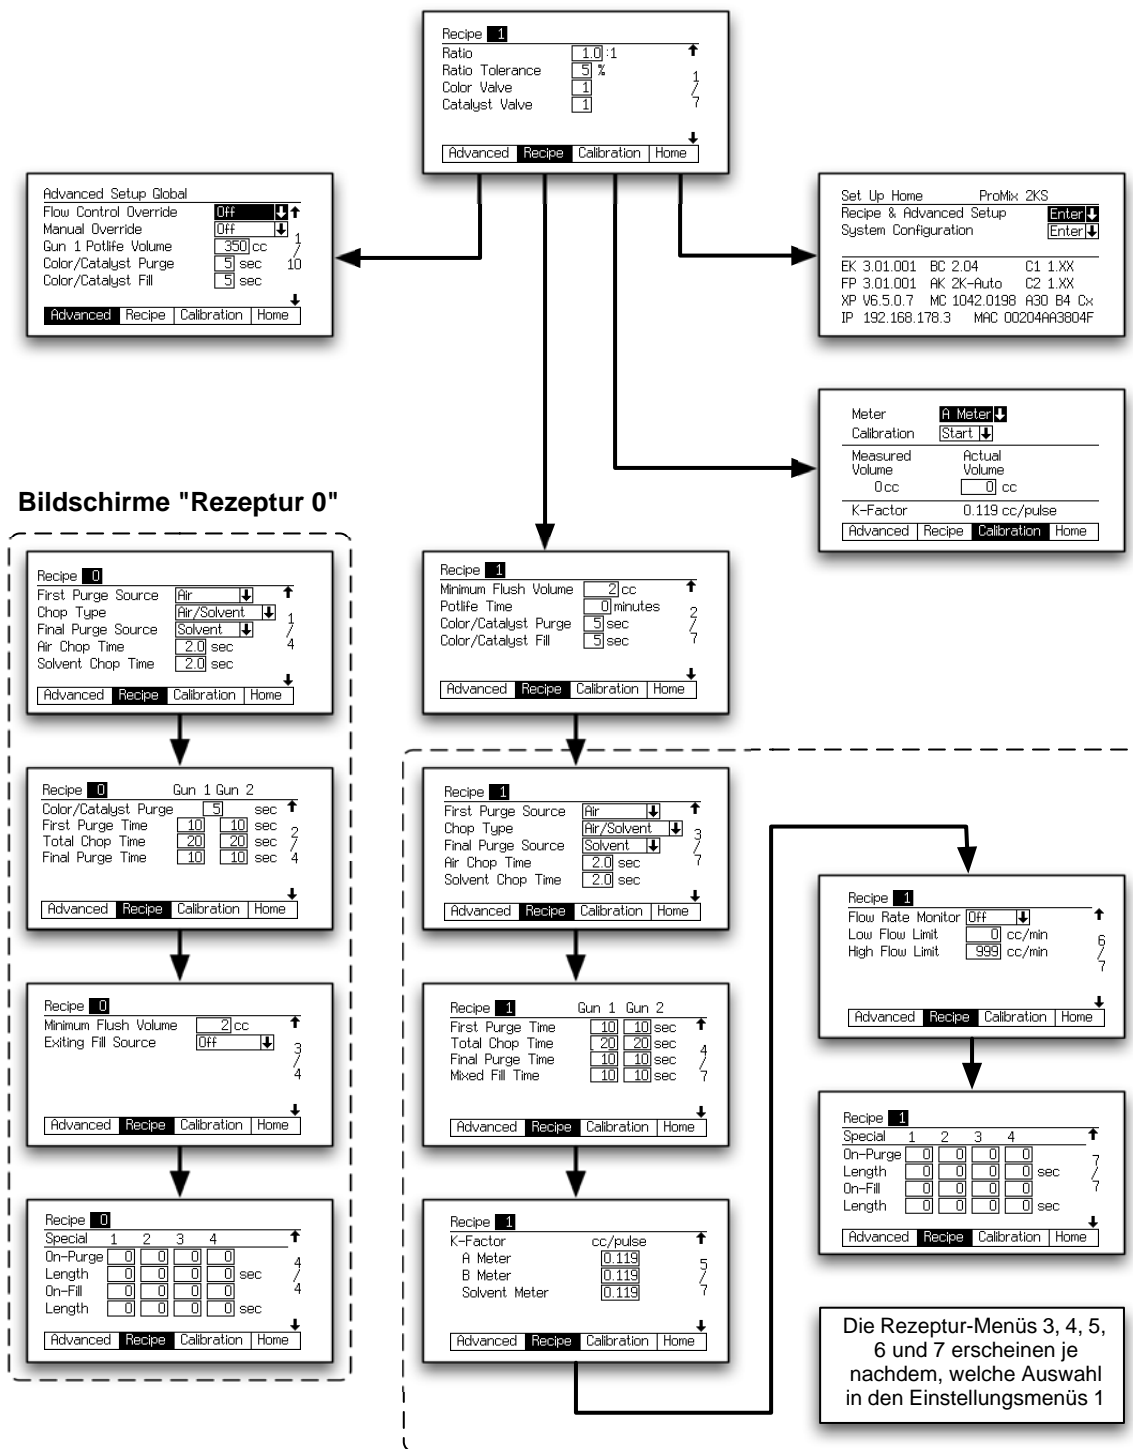 Recipe 1
Ratio 1.0 :1
Ratio Tolerance 5 %
Color Valve 1
Catalyst Valve 1
1 / 7
Advanced Recipe Calibration Home
Advanced Setup Global
Flow Control Override Off
Manual Override Off
Gun 1 Potlife Volume 350 cc
Color/Catalyst Purge 5 sec
Color/Catalyst Fill 5 sec
1 / 10
Advanced Recipe Calibration Home
Set Up Home ProMix 2KS
Recipe & Advanced Setup Enter
System Configuration Enter
EK 3.01.001 BC 2.04 C1 1.XX
FP 3.01.001 AK 2K-Auto C2 1.XX
XP V6.5.0.7 MC 1042.0198 A30 B4 Cx
IP 192.168.178.3 MAC 00204AA3804F
Meter A Meter
Calibration Start
Measured Actual
Volume Volume
0 cc 0 cc
K-Factor 0.119 cc/pulse
Advanced Recipe Calibration Home
Bildschirme "Rezeptur 0"
Recipe 0
First Purge Source Air
Chop Type Air/Solvent
Final Purge Source Solvent
Air Chop Time 2.0 sec
Solvent Chop Time 2.0 sec
1 / 4
Advanced Recipe Calibration Home
Recipe 0 Gun 1 Gun 2
Color/Catalyst Purge 5 sec
First Purge Time 10 10 sec
Total Chop Time 20 20 sec
Final Purge Time 10 10 sec
2 / 4
Advanced Recipe Calibration Home
Recipe 0
Minimum Flush Volume 2 cc
Exiting Fill Source Off
3 / 4
Advanced Recipe Calibration Home
Recipe 0
Special 1 2 3 4
On-Purge 0 0 0 0
Length 0 0 0 0 sec
On-Fill 0 0 0 0
Length 0 0 0 0 sec
4 / 4
Advanced Recipe Calibration Home
Recipe 1
Minimum Flush Volume 2 cc
Potlife Time 0 minutes
Color/Catalyst Purge 5 sec
Color/Catalyst Fill 5 sec
2 / 7
Advanced Recipe Calibration Home
Recipe 1
First Purge Source Air
Chop Type Air/Solvent
Final Purge Source Solvent
Air Chop Time 2.0 sec
Solvent Chop Time 2.0 sec
3 / 7
Advanced Recipe Calibration Home
Recipe 1 Gun 1 Gun 2
First Purge Time 10 10 sec
Total Chop Time 20 20 sec
Final Purge Time 10 10 sec
Mixed Fill Time 10 10 sec
4 / 7
Advanced Recipe Calibration Home
Recipe 1
K-Factor cc/pulse
A Meter 0.119
B Meter 0.119
Solvent Meter 0.119
5 / 7
Advanced Recipe Calibration Home
Recipe 1
Flow Rate Monitor Off
Low Flow Limit 0 cc/min
High Flow Limit 999 cc/min
6 / 7
Advanced Recipe Calibration Home
Recipe 1
Special 1 2 3 4
On-Purge 0 0 0 0
Length 0 0 0 0 sec
On-Fill 0 0 0 0
Length 0 0 0 0 sec
7 / 7
Advanced Recipe Calibration Home
Die Rezeptur-Menüs 3, 4, 5,
6 und 7 erscheinen je
nachdem, welche Auswahl
in den Einstellungsmenüs 1